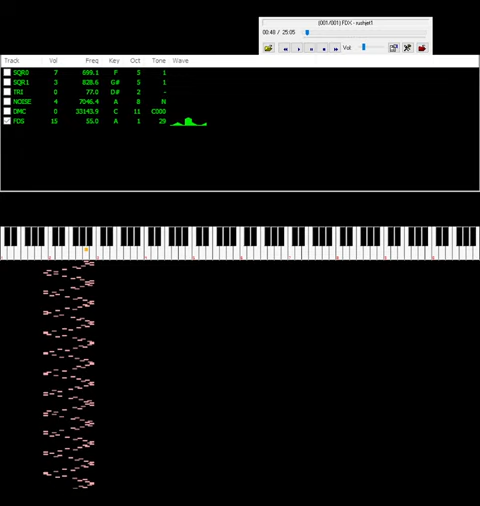 (001/001) FDX - rushjet1
00:48 / 25:05
Vol
Track Vol Freq Key Oct Tone Wave
SQR0 7 699.1 F 5 1
SQR1 3 828.6 G# 5 1
TRI 0 77.0 D# 2 -
NOISE 4 7046.4 A 8 N
DMC 0 33143.9 C 11 C000
FDS 15 55.0 A 1 29